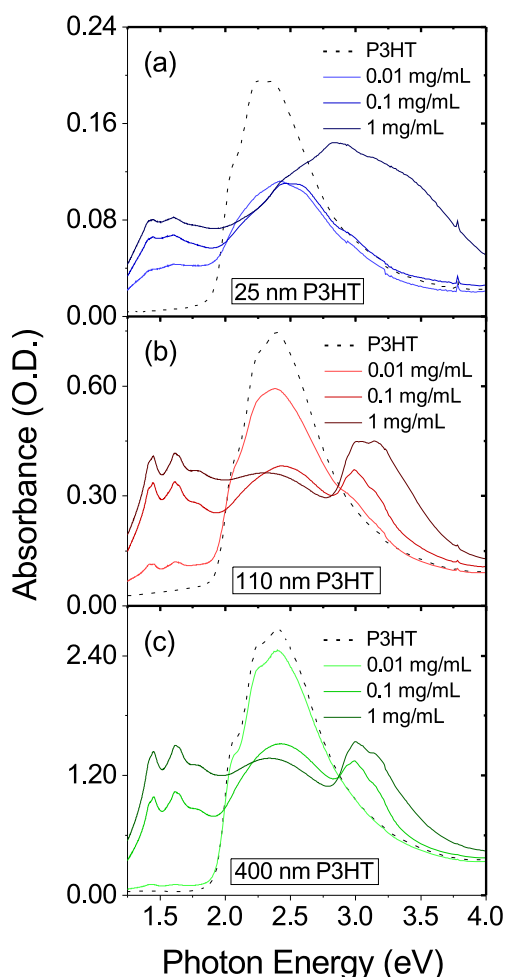 Absorbance (O.D.)
0.24
0.16
0.08
0.00
(a)
P3HT
0.01 mg/mL
0.1 mg/mL
1 mg/mL
25 nm P3HT
0.60
0.30
0.00
(b)
P3HT
0.01 mg/mL
0.1 mg/mL
1 mg/mL
110 nm P3HT
2.40
1.20
0.00
(c)
P3HT
0.01 mg/mL
0.1 mg/mL
1 mg/mL
400 nm P3HT
1.5 2.0 2.5 3.0 3.5 4.0
Photon Energy (eV)